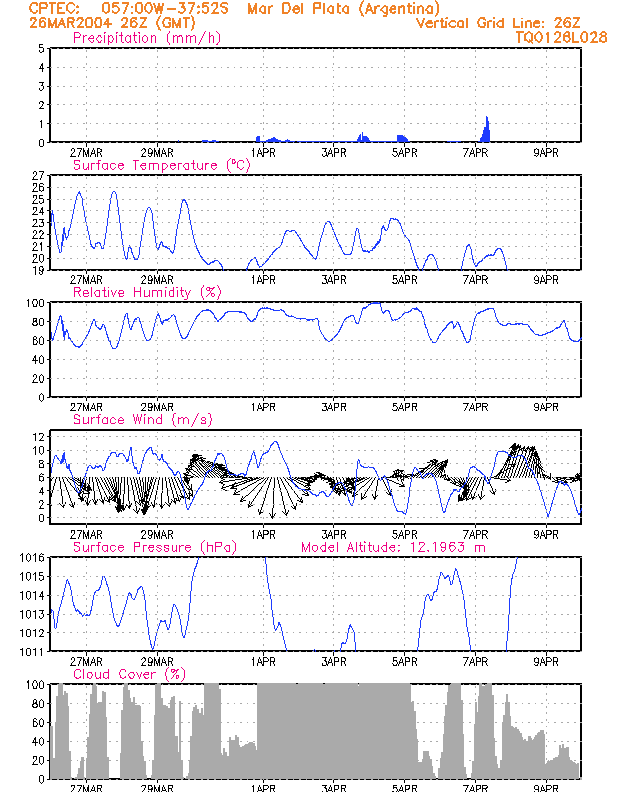 CPTEC: 057:00W-37:52S Mar Del Plata (Argentina)
26MAR2004 26Z (GMT) Vertical Grid Line: 26Z
Precipitation (mm/h) TQ0126L028
5
4
3
2
1
0
27MAR 29MAR 1APR 3APR 5APR 7APR 9APR
Surface Temperature (°C)
27
26
25
24
23
22
21
20
19
27MAR 29MAR 1APR 3APR 5APR 7APR 9APR
Relative Humidity (%)
100
80
60
40
20
0
27MAR 29MAR 1APR 3APR 5APR 7APR 9APR
Surface Wind (m/s)
12
10
8
6
4
2
0
27MAR 29MAR 1APR 3APR 5APR 7APR 9APR
Surface Pressure (hPa) Model Altitude: 12.1963 m
1016
1015
1014
1013
1012
1011
27MAR 29MAR 1APR 3APR 5APR 7APR 9APR
Cloud Cover (%)
100
80
60
40
20
0
27MAR 29MAR 1APR 3APR 5APR 7APR 9APR